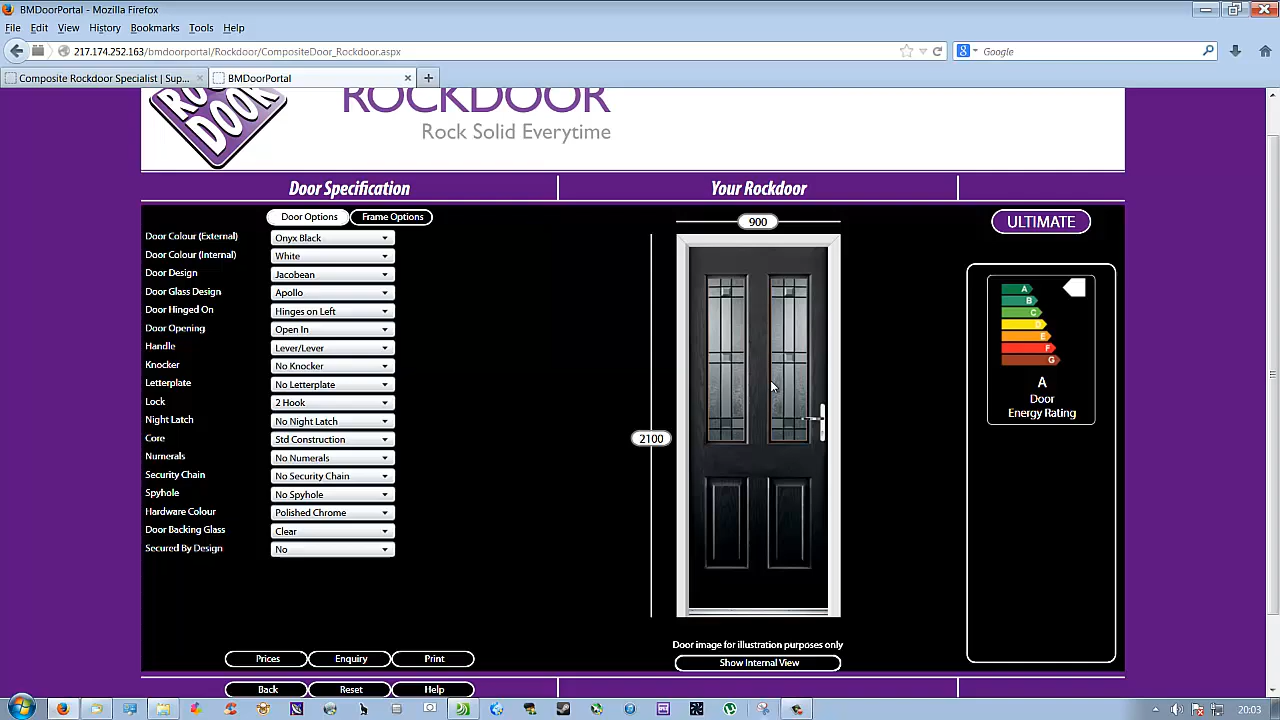 BMDoorPortal - Mozilla Firefox
File Edit View History Bookmarks Tools Help
217.174.252.163/bmdoorportal/Rockdoor/CompositeDoor_Rockdoor.aspx
Google
Composite Rockdoor Specialist | Sup...
BMDoorPortal
ROCK
DOOR
ROCKDOOR
Rock Solid Everytime
Door Specification
Your Rockdoor
Door Options
Frame Options
Door Colour (External) Onyx Black
Door Colour (Internal) White
Door Design Jacobean
Door Glass Design Apollo
Door Hinged On Hinges on Left
Door Opening Open In
Handle Lever/Lever
Knocker No Knocker
Letterplate No Letterplate
Lock 2 Hook
Night Latch No Night Latch
Core Std Construction
Numerals No Numerals
Security Chain No Security Chain
Spyhole No Spyhole
Hardware Colour Polished Chrome
Door Backing Glass Clear
Secured By Design No
Prices Enquiry Print
Back Reset Help
900
2100
Door image for illustration purposes only
Show Internal View
ULTIMATE
A
B
C
D
E
F
G
A
Door
Energy Rating
20:03